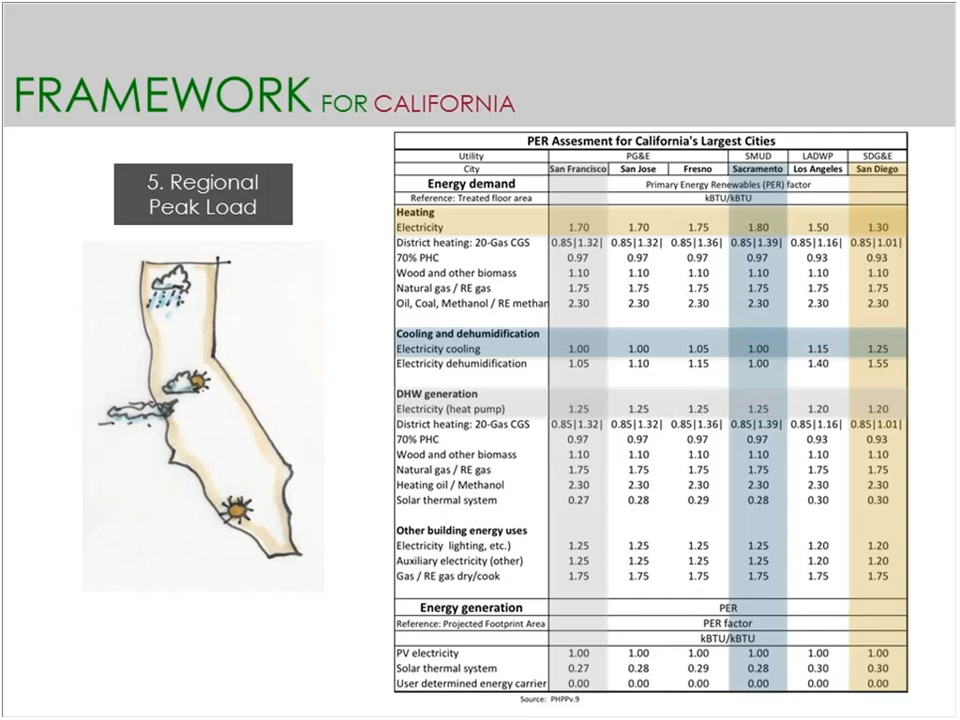 FRAMEWORK FOR CALIFORNIA
5. Regional
Peak Load
PER Assesment for California's Largest Cities
Utility PG&E SMUD LADWP SDG&E
City San Francisco San Jose Fresno Sacramento Los Angeles San Diego
Energy demand Primary Energy Renewables (PER) factor
Reference: Treated floor area kBTU/kBTU
Heating
Electricity 1.70 1.70 1.75 1.80 1.50 1.30
District heating: 20-Gas CGS 0.85|1.32| 0.85|1.32| 0.85|1.36| 0.85|1.39| 0.85|1.16| 0.85|1.01|
70% PHC 0.97 0.97 0.97 0.97 0.93 0.93
Wood and other biomass 1.10 1.10 1.10 1.10 1.10 1.10
Natural gas / RE gas 1.75 1.75 1.75 1.75 1.75 1.75
Oil, Coal, Methanol / RE methan 2.30 2.30 2.30 2.30 2.30 2.30
Cooling and dehumidification
Electricity cooling 1.00 1.00 1.05 1.00 1.15 1.25
Electricity dehumidification 1.05 1.10 1.15 1.00 1.40 1.55
DHW generation
Electricity (heat pump) 1.25 1.25 1.25 1.25 1.20 1.20
District heating: 20-Gas CGS 0.85|1.32| 0.85|1.32| 0.85|1.36| 0.85|1.39| 0.85|1.16| 0.85|1.01|
70% PHC 0.97 0.97 0.97 0.97 0.93 0.93
Wood and other biomass 1.10 1.10 1.10 1.10 1.10 1.10
Natural gas / RE gas 1.75 1.75 1.75 1.75 1.75 1.75
Heating oil / Methanol 2.30 2.30 2.30 2.30 2.30 2.30
Solar thermal system 0.27 0.28 0.29 0.28 0.30 0.30
Other building energy uses
Electricity lighting, etc.) 1.25 1.25 1.25 1.25 1.20 1.20
Auxiliary electricity (other) 1.25 1.25 1.25 1.25 1.20 1.20
Gas / RE gas dry/cook 1.75 1.75 1.75 1.75 1.75 1.75
Energy generation PER
Reference: Projected Footprint Area PER factor
kBTU/kBTU
PV electricity 1.00 1.00 1.00 1.00 1.00 1.00
Solar thermal system 0.27 0.28 0.29 0.28 0.30 0.30
User determined energy carrier 0.00 0.00 0.00 0.00 0.00 0.00
Source: PHPPv.9